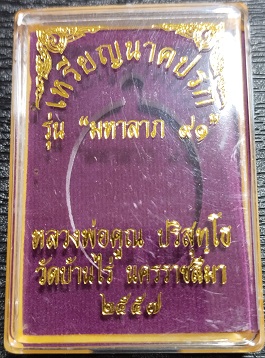 เหรียญนาคปรก
รุ่น "มหาลาภ ๙๑"
หลวงพ่อคูณ ปริสุทฺโธ
วัดบ้านไร่ นครราชสีมา
๒๕๕๗